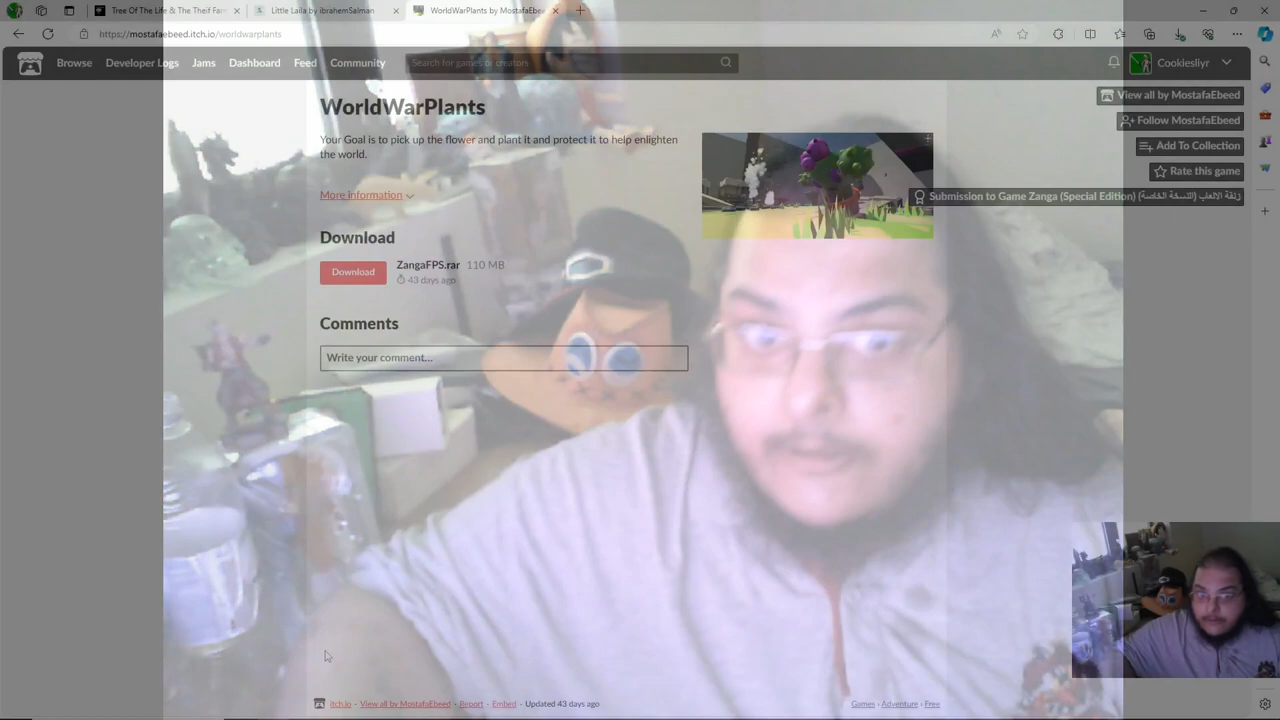 Tree Of The Life & The Theif Far
Little Laila by ibrahemSalman
WorldWarPlants by MostafaEbee
https://mostafaebeed.itch.io/worldwarplants
Browse
Developer Logs
Jams
Dashboard
Feed
Community
Search for games or creators
Cookiesliyr
View all by MostafaEbeed
Follow MostafaEbeed
Add To Collection
Rate this game
Submission to Game Zanga (Special Edition) زنقة الالعاب (النسخة الخاصة)
WorldWarPlants
Your Goal is to pick up the flower and plant it and protect it to help enlighten
the world.
More information
Download
Download
ZangaFPS.rar 110 MB
43 days ago
Comments
Write your comment...
itch.io · View all by MostafaEbeed · Report · Embed · Updated 43 days ago
Games › Adventure › Free